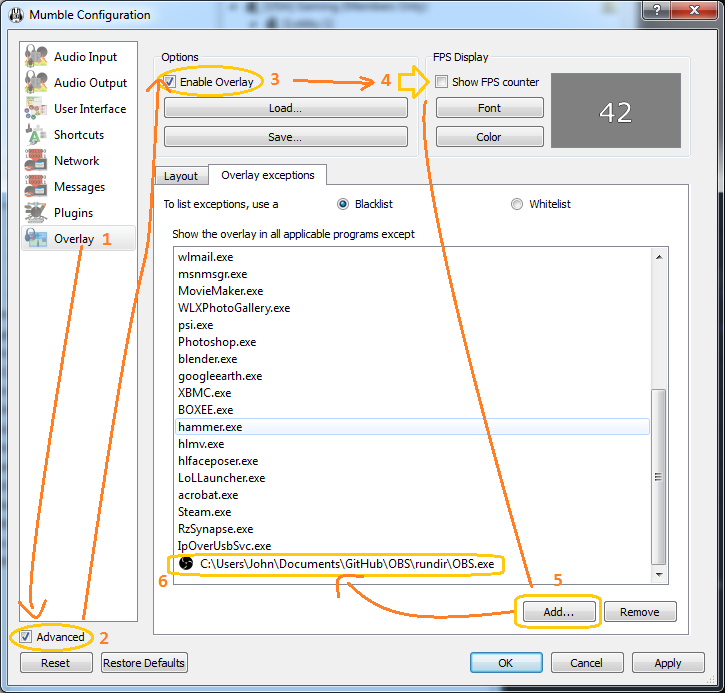 Mumble Configuration
?
Audio Input
Audio Output
User Interface
Shortcuts
Network
Messages
Plugins
Overlay 1
Advanced 2
Reset
Restore Defaults
Options
Enable Overlay 3
4
Load...
Save...
FPS Display
Show FPS counter
Font
Color
42
Layout
Overlay exceptions
To list exceptions, use a
Blacklist
Whitelist
Show the overlay in all applicable programs except
wlmail.exe
msnmsgr.exe
MovieMaker.exe
WLXPhotoGallery.exe
psi.exe
Photoshop.exe
blender.exe
googleearth.exe
XBMC.exe
BOXEE.exe
hammer.exe
hlmv.exe
hlfaceposer.exe
LoLLauncher.exe
acrobat.exe
Steam.exe
RzSynapse.exe
IpOverUsbSvc.exe
6 C:\Users\John\Documents\GitHub\OBS\rundir\OBS.exe
5
Add...
Remove
OK
Cancel
Apply